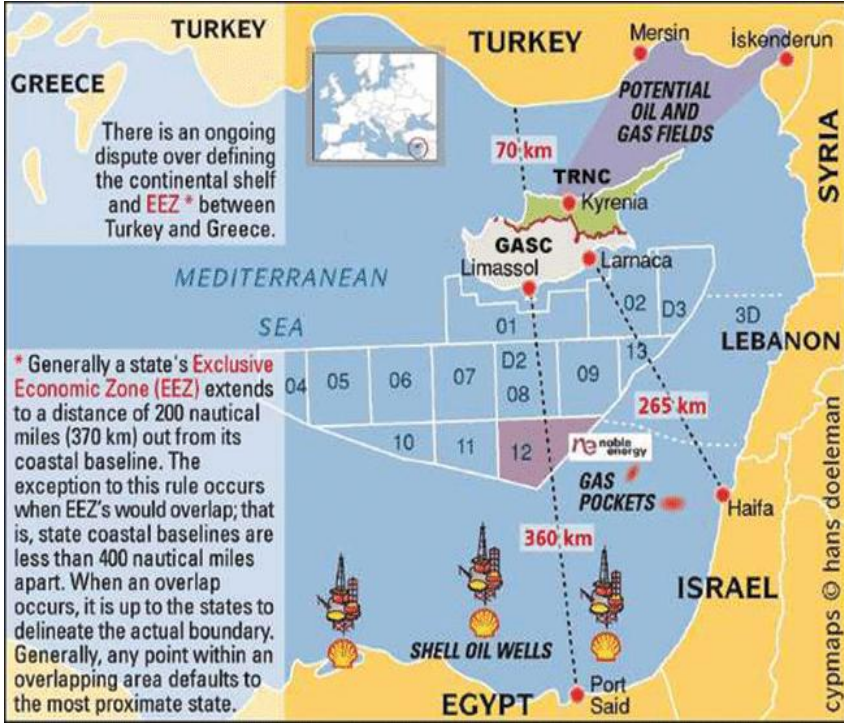 TURKEY
TURKEY
Mersin
İskenderun
GREECE
POTENTIAL
OIL AND
GAS FIELDS
SYRIA
There is an ongoing
dispute over defining
the continental shelf
and EEZ * between
Turkey and Greece.
70 km
TRNC
Kyrenia
GASC
Limassol
Larnaca
MEDITERRANEAN
SEA
01
02
D3
3D
LEBANON
* Generally a state's Exclusive
Economic Zone (EEZ) extends
to a distance of 200 nautical
miles (370 km) out from its
coastal baseline. The
exception to this rule occurs
when EEZ's would overlap; that
is, state coastal baselines are
less than 400 nautical miles
apart. When an overlap
occurs, it is up to the states to
delineate the actual boundary.
Generally, any point within an
overlapping area defaults to
the most proximate state.
04
05
06
07
D2
08
09
13
10
11
12
265 km
ne noble
energy
GAS
POCKETS
Haifa
360 km
ISRAEL
SHELL OIL WELLS
EGYPT
Port
Said
cypmaps © hans doeleman